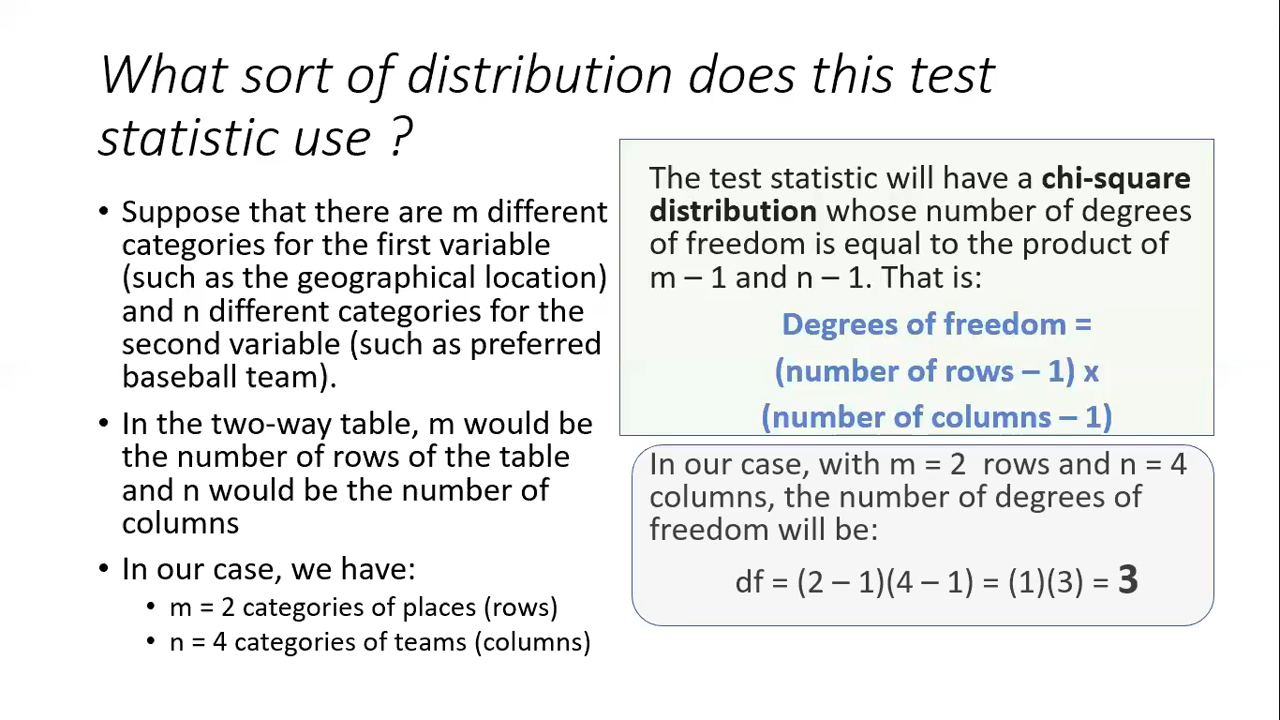 What sort of distribution does this test
statistic use ?
• Suppose that there are m different
categories for the first variable
(such as the geographical location)
and n different categories for the
second variable (such as preferred
baseball team).
• In the two-way table, m would be
the number of rows of the table
and n would be the number of
columns
• In our case, we have:
• m = 2 categories of places (rows)
• n = 4 categories of teams (columns)
The test statistic will have a chi-square
distribution whose number of degrees
of freedom is equal to the product of
m – 1 and n – 1. That is:
Degrees of freedom =
(number of rows – 1) x
(number of columns – 1)
In our case, with m = 2 rows and n = 4
columns, the number of degrees of
freedom will be:
df = (2 – 1)(4 – 1) = (1)(3) = 3